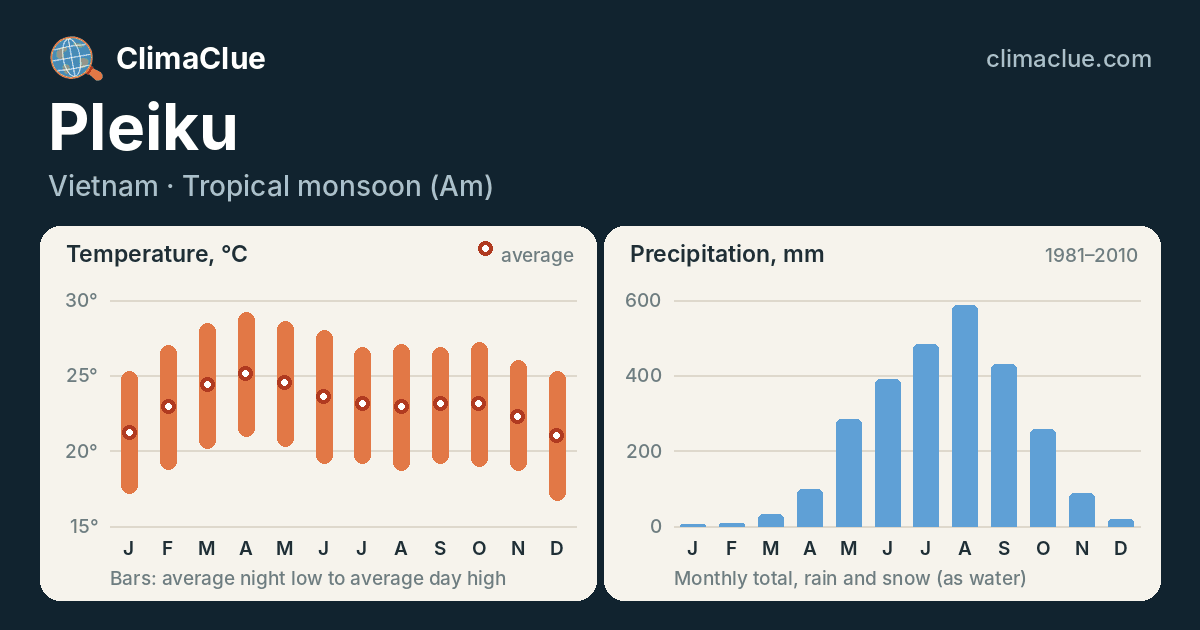 ClimaClue
climaclue.com
Pleiku
Vietnam · Tropical monsoon (Am)
Temperature, °C
average
30°
25°
20°
15°
J F M A M J J A S O N D
Bars: average night low to average day high
Precipitation, mm
1981–2010
600
400
200
0
J F M A M J J A S O N D
Monthly total, rain and snow (as water)